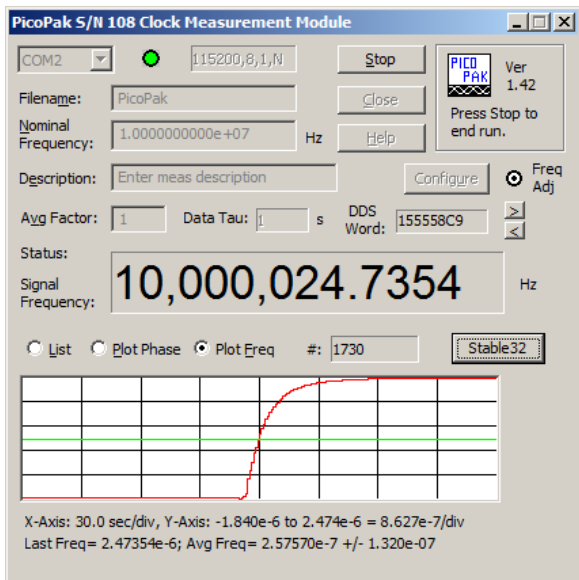 PicoPak S/N 108 Clock Measurement Module
COM2 115200,8,1,N Stop
PICO PAK Ver 1.42
Press Stop to end run.
Filename: PicoPak Close
Nominal Frequency: 1.0000000000e+07 Hz Help
Description: Enter meas description Configure Freq Adj
Avg Factor: 1 Data Tau: 1 s DDS Word: 155558C9 > <
Status:
Signal Frequency: 10,000,024.7354 Hz
List Plot Phase Plot Freq #: 1730 Stable32
X-Axis: 30.0 sec/div, Y-Axis: -1.840e-6 to 2.474e-6 = 8.627e-7/div
Last Freq= 2.47354e-6; Avg Freq= 2.57570e-7 +/- 1.320e-07